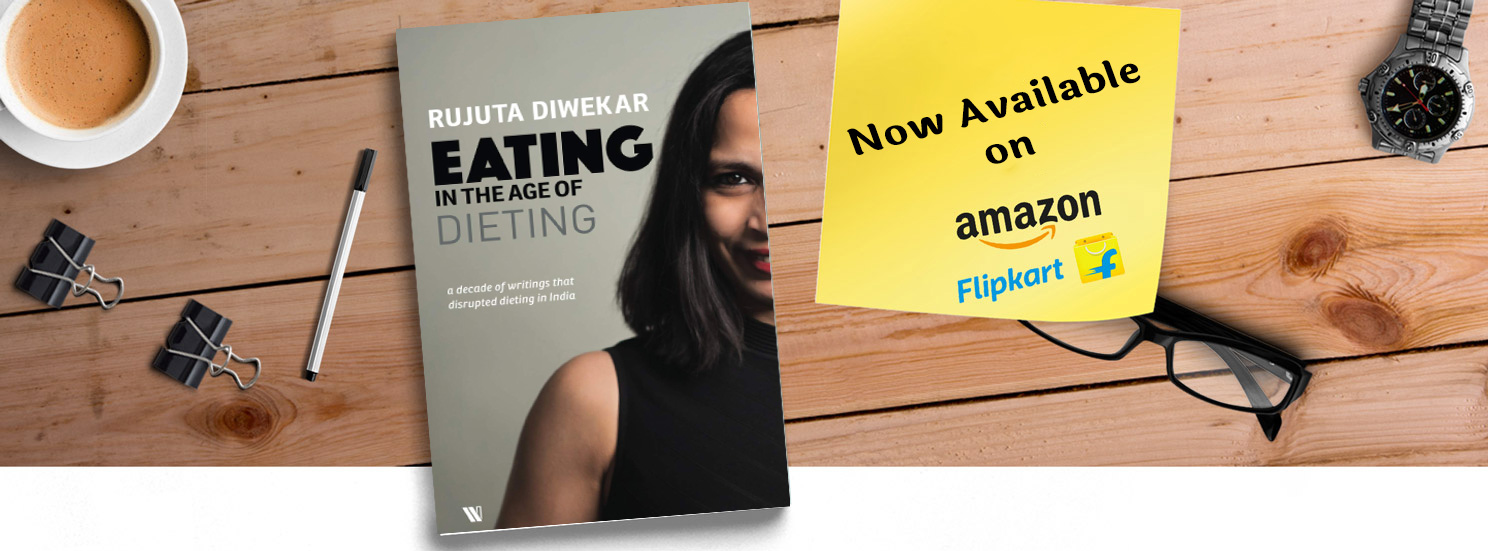 RUJUTA DIWEKAR
EATING
IN THE AGE OF
DIETING
a decade of writings that
disrupted dieting in India
Now Available
on
amazon
Flipkart